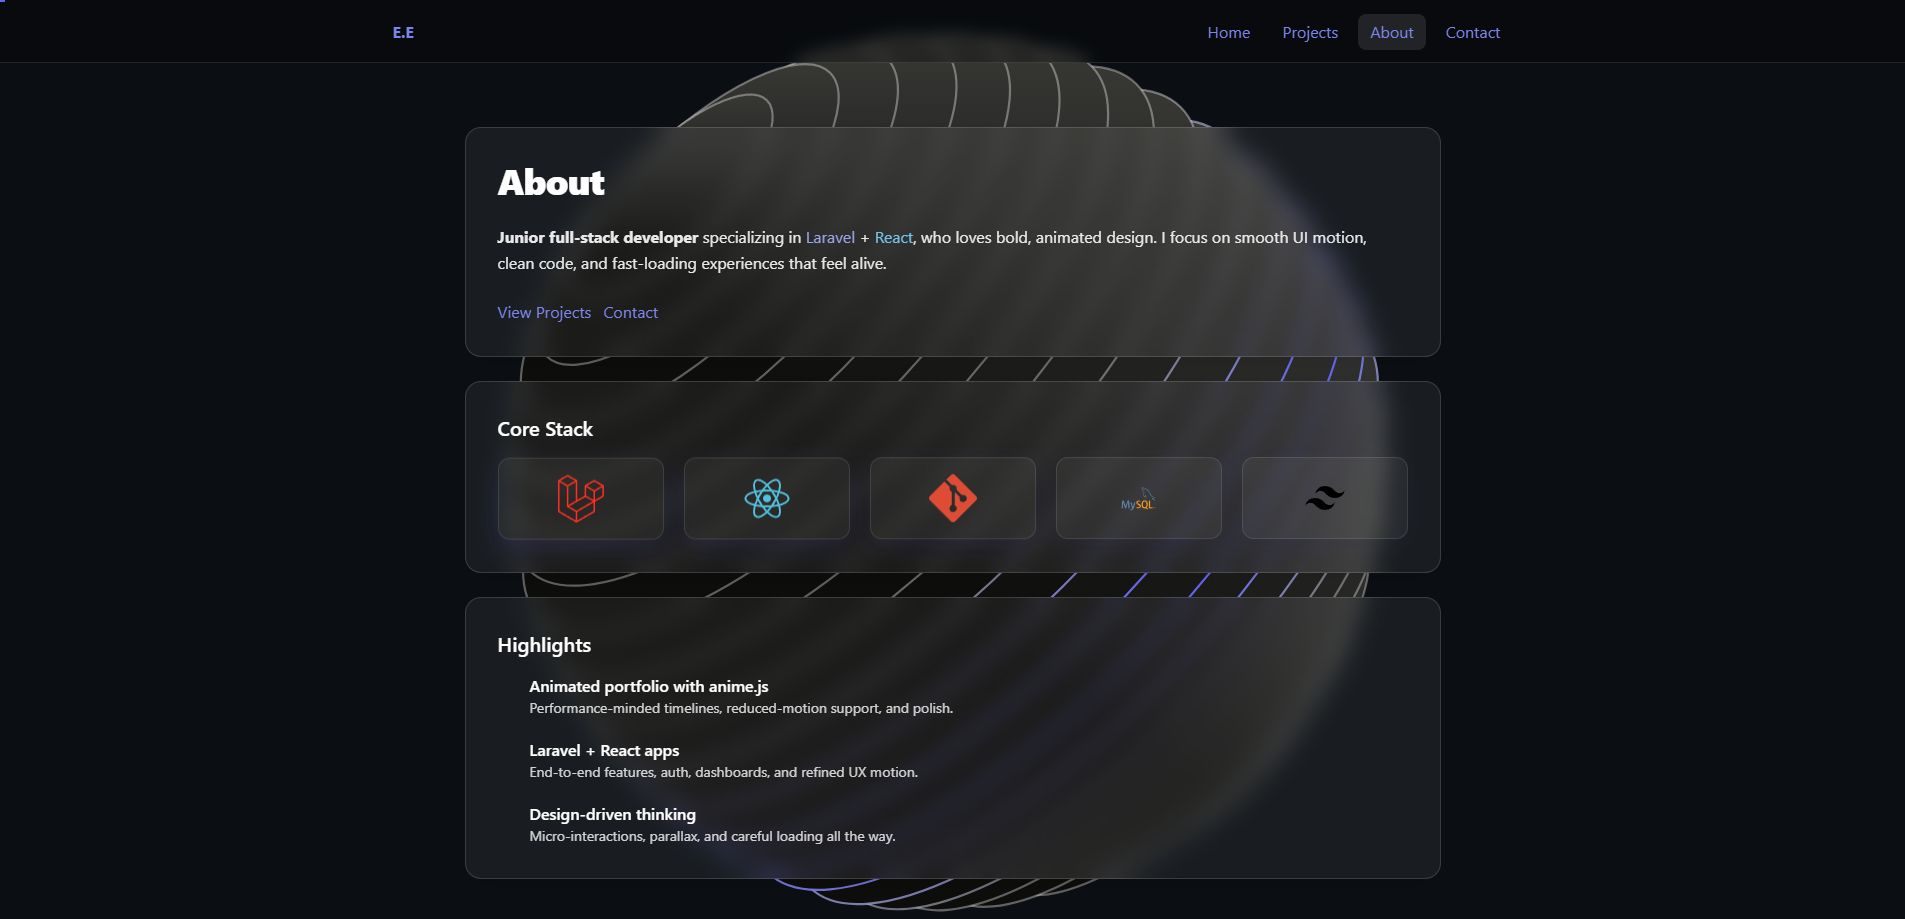 E.E
Home Projects About Contact
About
Junior full-stack developer specializing in Laravel + React, who loves bold, animated design. I focus on smooth UI motion,
clean code, and fast-loading experiences that feel alive.
View Projects Contact
Core Stack
MySQL
Highlights
Animated portfolio with anime.js
Performance-minded timelines, reduced-motion support, and polish.
Laravel + React apps
End-to-end features, auth, dashboards, and refined UX motion.
Design-driven thinking
Micro-interactions, parallax, and careful loading all the way.